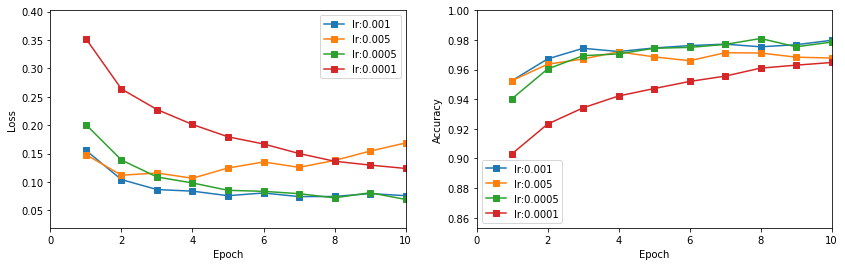 0.40
0.35
0.30
0.25
0.20
0.15
0.10
0.05
Loss
0 2 4 6 8 10
Epoch
lr:0.001
lr:0.005
lr:0.0005
lr:0.0001
1.00
0.98
0.96
0.94
0.92
0.90
0.88
0.86
Accuracy
0 2 4 6 8 10
Epoch
lr:0.001
lr:0.005
lr:0.0005
lr:0.0001